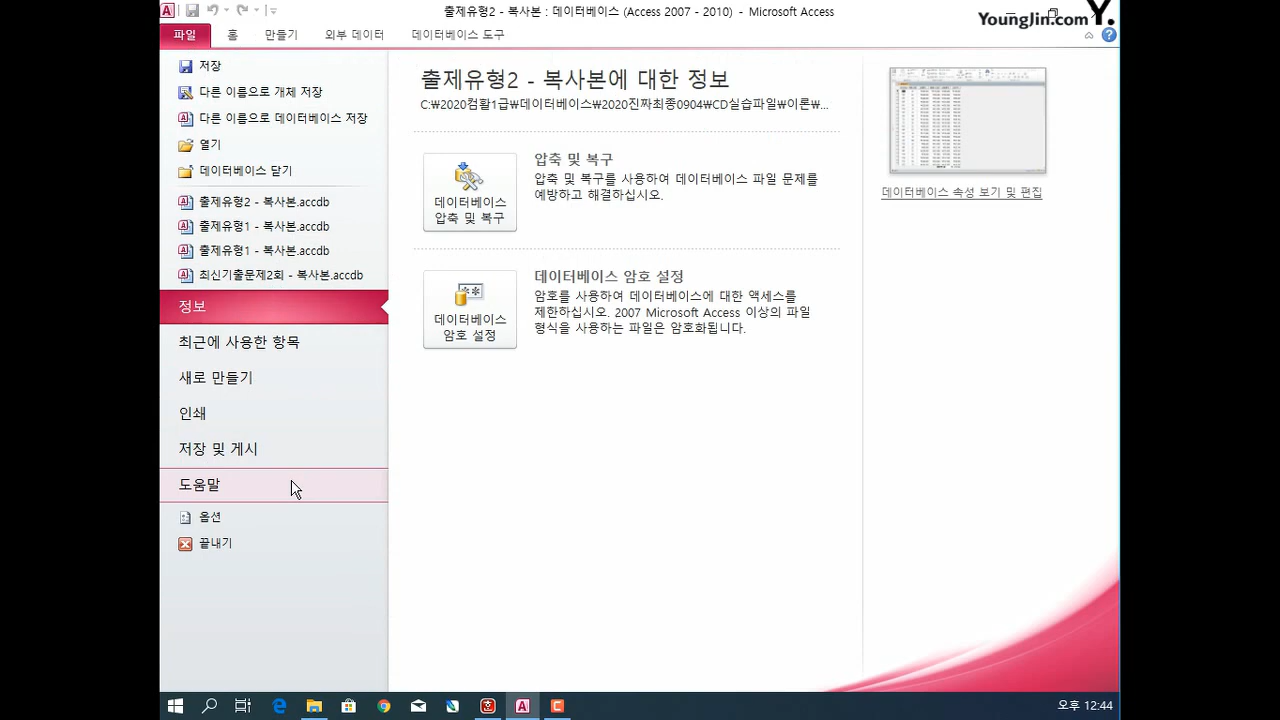 출제유형2 - 복사본 : 데이터베이스 (Access 2007 - 2010) - Microsoft Access
YoungJin.com Y.
파일 홈 만들기 외부 데이터 데이터베이스 도구
저장
다른 이름으로 개체 저장
다른 이름으로 데이터베이스 저장
열기
데이터베이스 닫기
출제유형2 - 복사본.accdb
출제유형1 - 복사본.accdb
출제유형1 - 복사본.accdb
최신기출문제2회 - 복사본.accdb
정보
최근에 사용한 항목
새로 만들기
인쇄
저장 및 게시
도움말
옵션
끝내기
출제유형2 - 복사본에 대한 정보
C:₩2020컴활1급₩데이터베이스₩2020진짜최종0904₩CD실습파일₩이론₩...
데이터베이스
압축 및 복구
압축 및 복구
압축 및 복구를 사용하여 데이터베이스 파일 문제를
예방하고 해결하십시오.
데이터베이스
암호 설정
데이터베이스 암호 설정
암호를 사용하여 데이터베이스에 대한 액세스를
제한하십시오. 2007 Microsoft Access 이상의 파일
형식을 사용하는 파일은 암호화됩니다.
데이터베이스 속성 보기 및 편집
오후 12:44